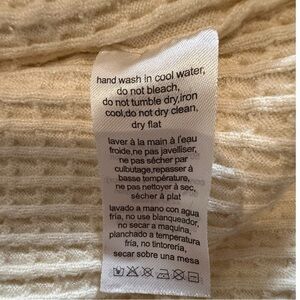 hand wash in cool water,
do not bleach,
do not tumble dry,iron
cool,do not dry clean,
dry flat
laver à la main à l'eau
froide,ne pas javelliser,
ne pas sécher par
culbutage,repasser à
basse température,
ne pas nettoyer à sec,
sécher à plat
lavado a mano con agua
fría, no use blanqueador,
no secar a maquina,
planchado a temperatura
fría, no tintorería,
secar sobre una mesa